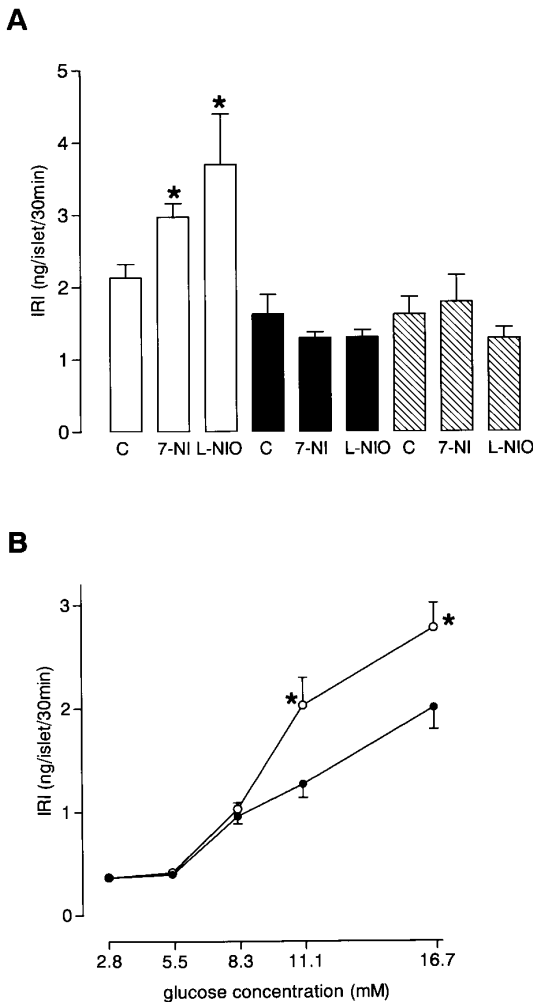 A
IRI (ng/islet/30min)
5
4
3
2
1
0
*
*
C 7-NI L-NIO C 7-NI L-NIO C 7-NI L-NIO
B
IRI (ng/islet/30min)
3
2
1
0
*
*
2.8 5.5 8.3 11.1 16.7
glucose concentration (mM)